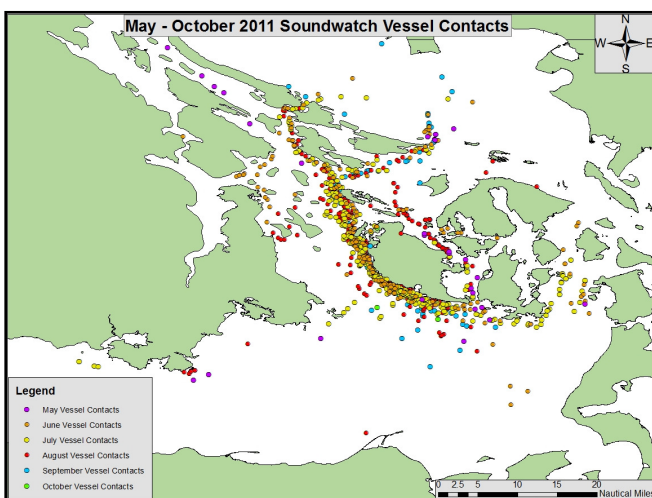 May - October 2011 Soundwatch Vessel Contacts
N
W E
S
Legend
May Vessel Contacts
June Vessel Contacts
July Vessel Contacts
August Vessel Contacts
September Vessel Contacts
October Vessel Contacts
0 2.5 5 10 15 20
Nautical Miles